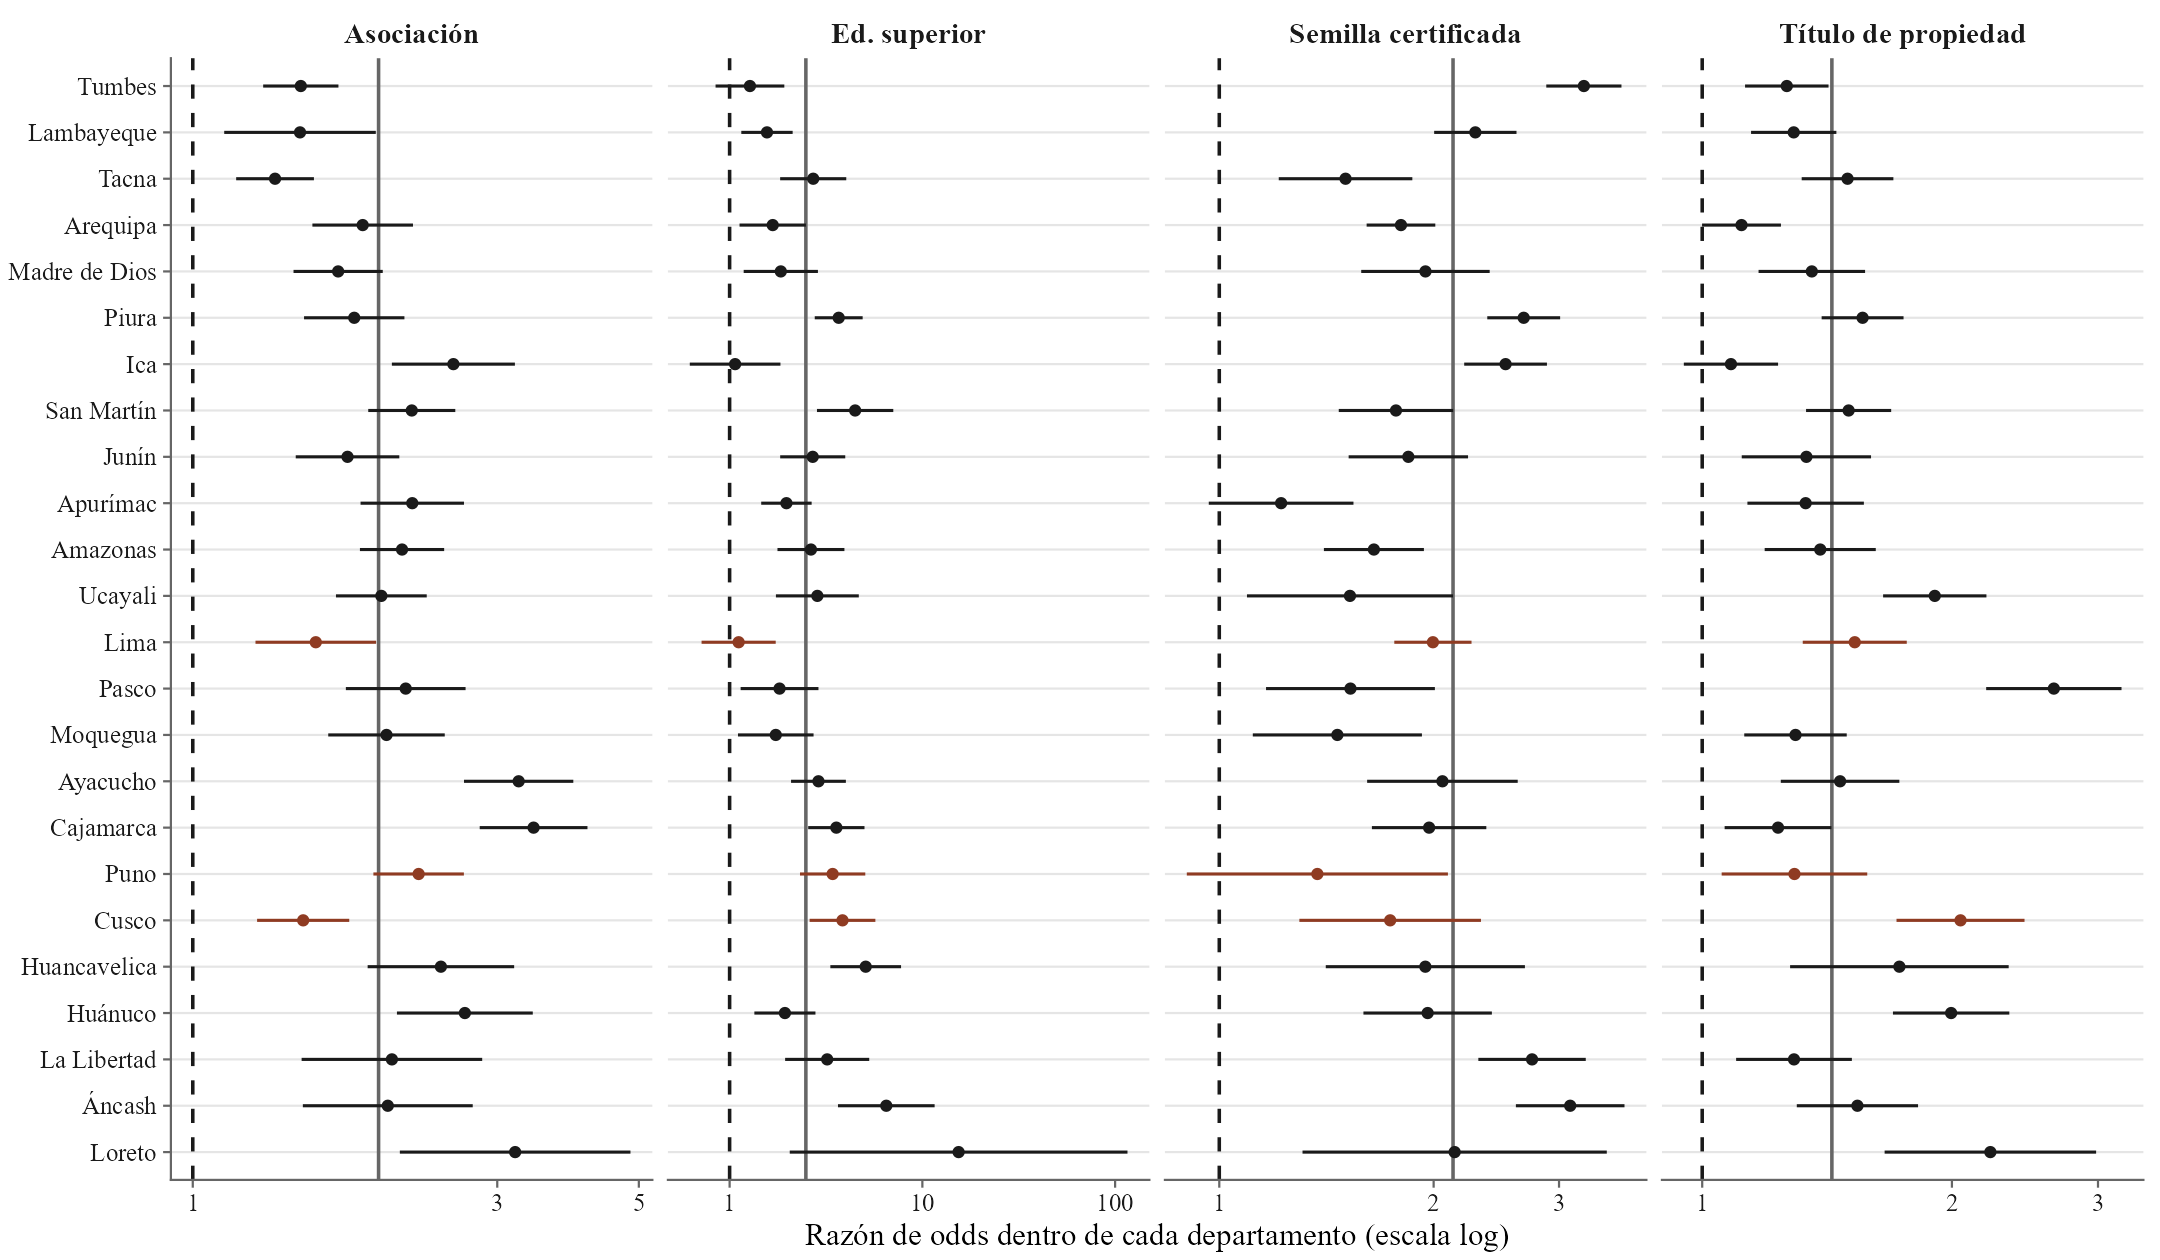 Asociación
Ed. superior
Semilla certificada
Título de propiedad
Tumbes
Lambayeque
Tacna
Arequipa
Madre de Dios
Piura
Ica
San Martín
Junín
Apurímac
Amazonas
Ucayali
Lima
Pasco
Moquegua
Ayacucho
Cajamarca
Puno
Cusco
Huancavelica
Huánuco
La Libertad
Áncash
Loreto
1 3 5
1 10 100
1 2 3
1 2 3
Razón de odds dentro de cada departamento (escala log)